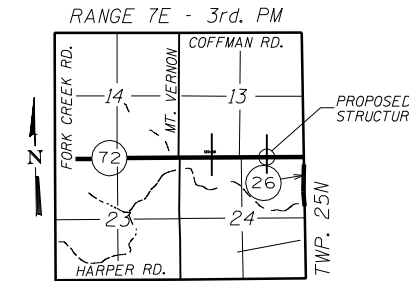 RANGE 7E - 3rd. PM
COFFMAN RD.
FORK CREEK RD.
MT. VERNON
14
13
PROPOSED
STRUCTUR
N
72
26
23
24
TWP. 25N
HARPER RD.